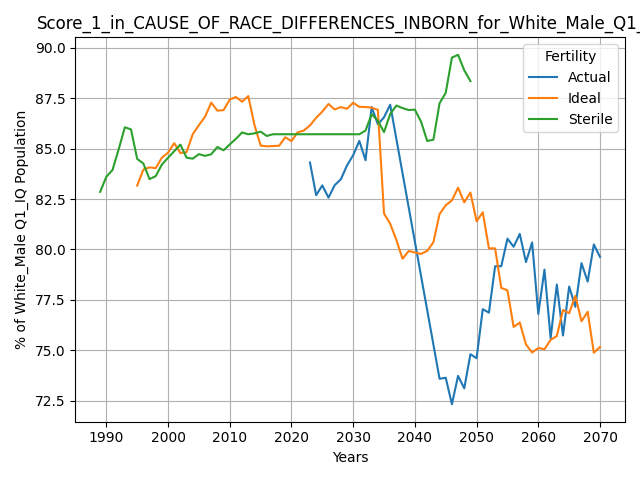 Score_1_in_CAUSE_OF_RACE_DIFFERENCES_INBORN_for_White_Male_Q1_
Fertility
Actual
Ideal
Sterile
% of White_Male Q1_IQ Population
90.0
87.5
85.0
82.5
80.0
77.5
75.0
72.5
1990 2000 2010 2020 2030 2040 2050 2060 2070
Years